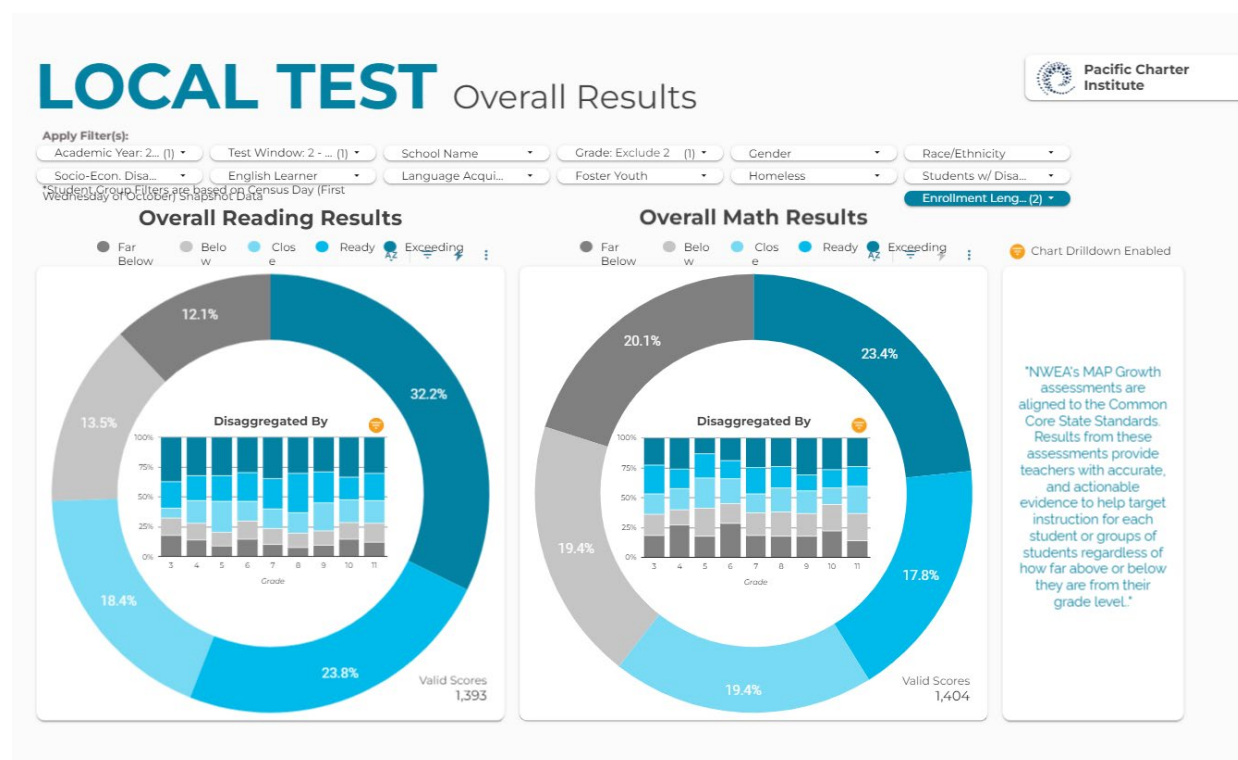 LOCAL TEST Overall Results
Pacific Charter
Institute
Apply Filter(s):
Academic Year: 2... (1)
Test Window: 2 - ... (1)
School Name
Grade: Exclude 2 (1)
Gender
Race/Ethnicity
Socio-Econ. Disa...
English Learner
Language Acqui...
Foster Youth
Homeless
Students w/ Disa...
*Student Group Filters are based on Census Day (First
Wednesday of October) Snapshot Data
Enrollment Leng... (2)
Overall Reading Results
Far
Below
Belo
w
Clos
e
Ready
Exceeding
AZ
12.1%
32.2%
13.5%
18.4%
23.8%
Disaggregated By
100%
75%
50%
25%
0%
3 4 5 6 7 8 9 10 11
Grade
Valid Scores
1,393
Overall Math Results
Far
Below
Belo
w
Clos
e
Ready
Exceeding
AZ
20.1%
23.4%
19.4%
17.8%
19.4%
Disaggregated By
100%
75%
50%
25%
0%
3 4 5 6 7 8 9 10 11
Grade
Valid Scores
1,404
Chart Drilldown Enabled
"NWEA's MAP Growth
assessments are
aligned to the Common
Core State Standards.
Results from these
assessments provide
teachers with accurate,
and actionable
evidence to help target
instruction for each
student or groups of
students regardless of
how far above or below
they are from their
grade level."